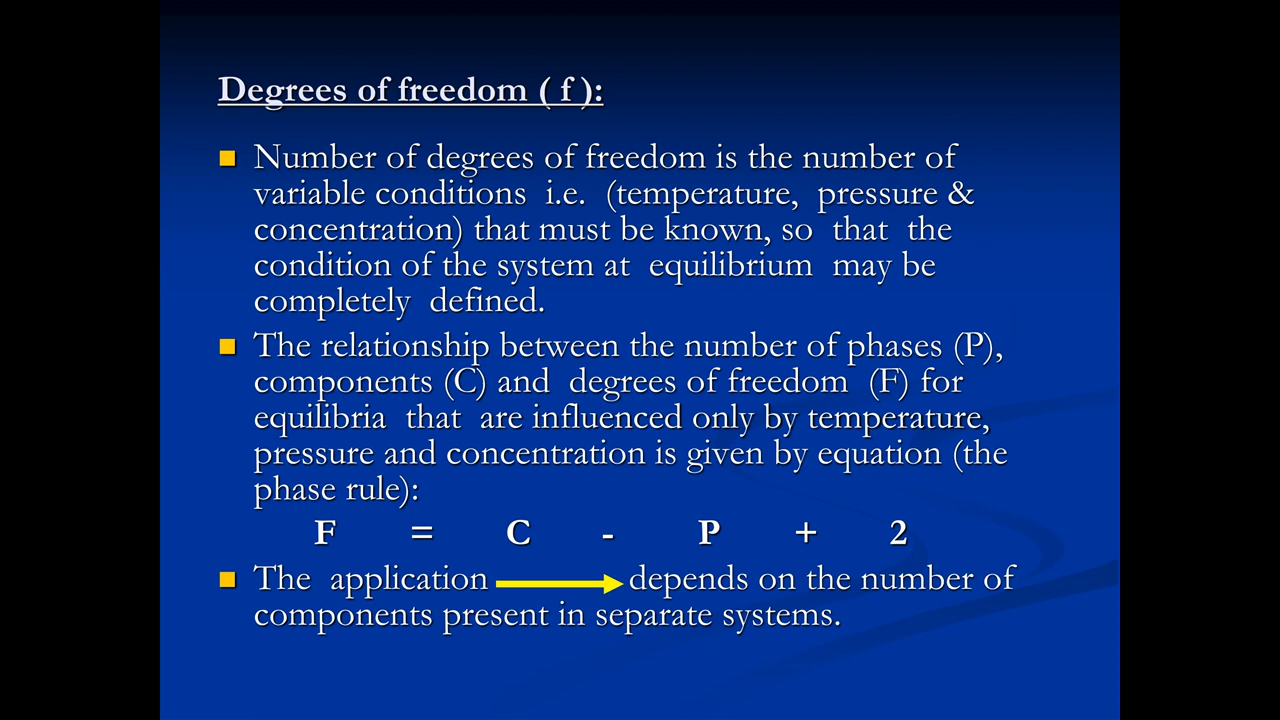 Degrees of freedom ( f ):
Number of degrees of freedom is the number of
variable conditions i.e. (temperature, pressure &
concentration) that must be known, so that the
condition of the system at equilibrium may be
completely defined.
The relationship between the number of phases (P),
components (C) and degrees of freedom (F) for
equilibria that are influenced only by temperature,
pressure and concentration is given by equation (the
phase rule):
F = C - P + 2
The application depends on the number of
components present in separate systems.